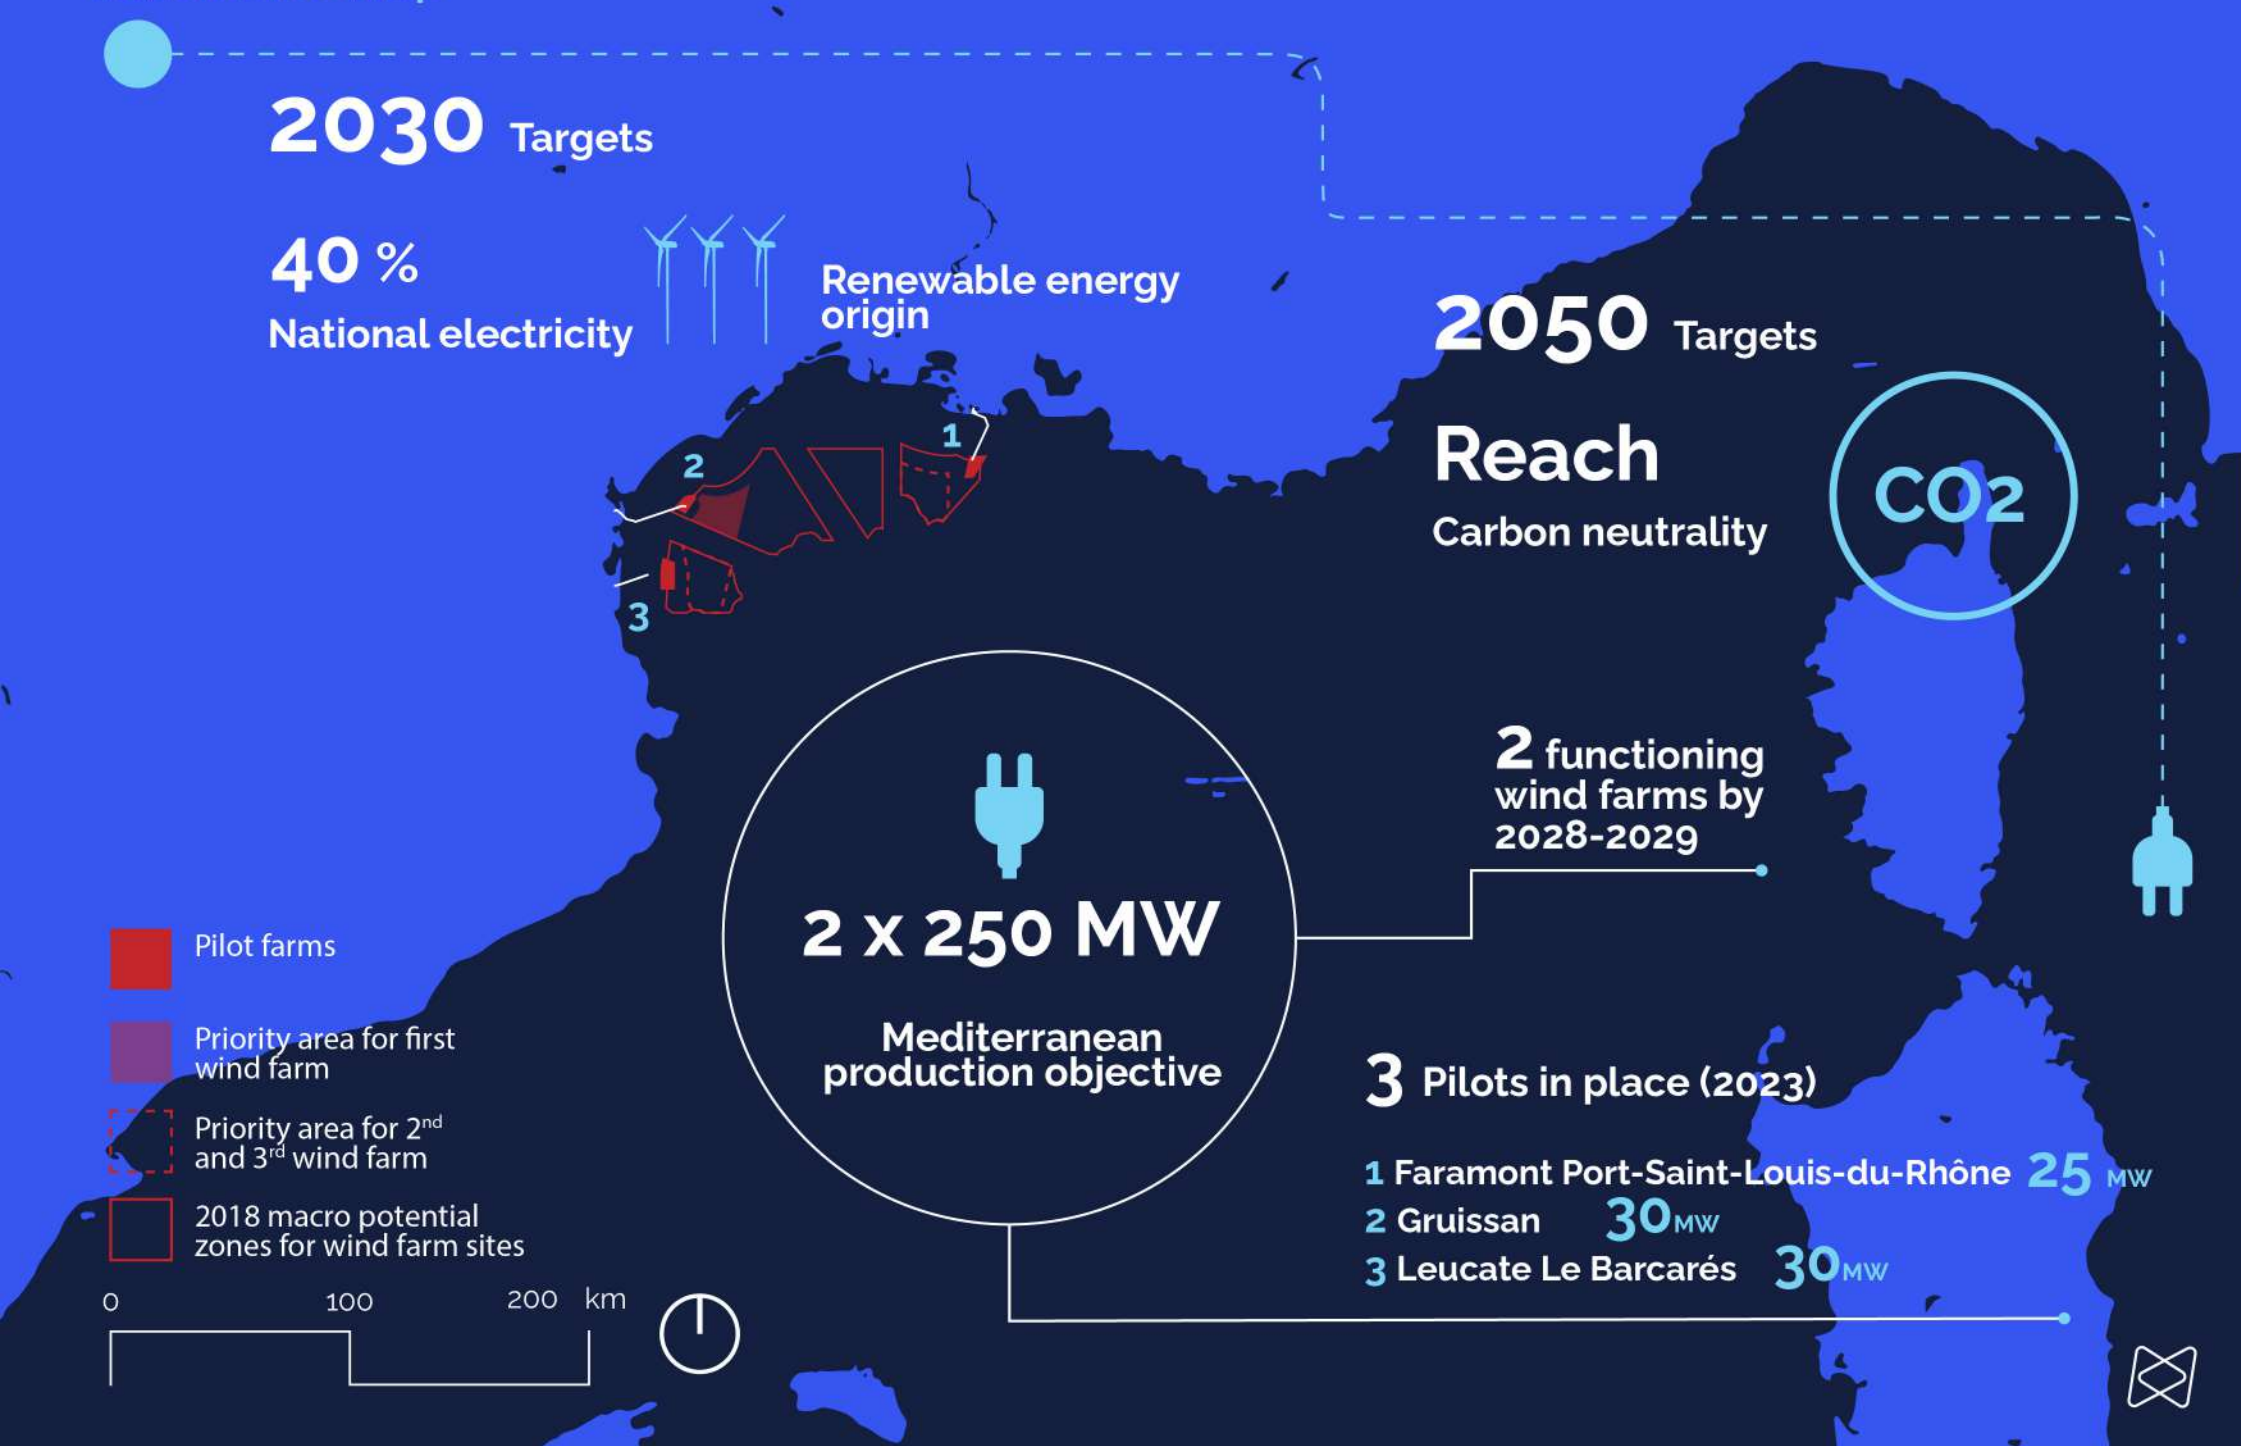 2030 Targets
40 %
National electricity
Renewable energy
origin
2050 Targets
Reach
Carbon neutrality
CO2
1
2
3
2 functioning
wind farms by
2028-2029
2 x 250 MW
Mediterranean
production objective
3 Pilots in place (2023)
1 Faramont Port-Saint-Louis-du-Rhône 25 MW
2 Gruissan 30 MW
3 Leucate Le Barcarés 30 MW
Pilot farms
Priority area for first
wind farm
Priority area for 2nd
and 3rd wind farm
2018 macro potential
zones for wind farm sites
0 100 200 km